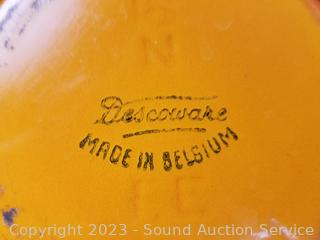 Descoware
MADE IN BELGIUM
Copyright 2023 - Sound Auction Service